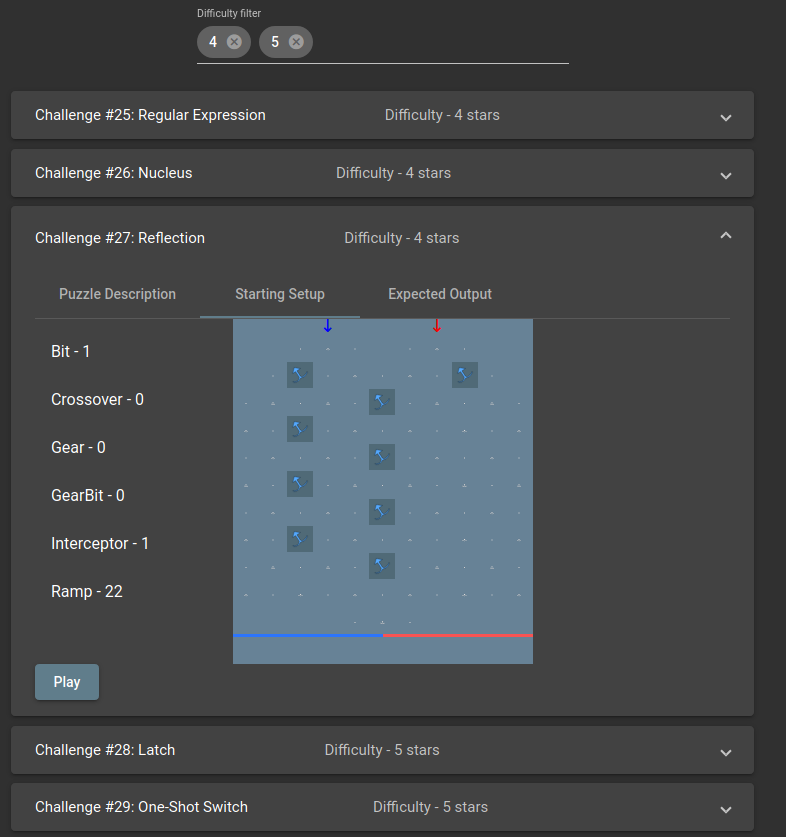 Difficulty filter
4 5
Challenge #25: Regular Expression Difficulty - 4 stars
Challenge #26: Nucleus Difficulty - 4 stars
Challenge #27: Reflection Difficulty - 4 stars
Puzzle Description Starting Setup Expected Output
Bit - 1
Crossover - 0
Gear - 0
GearBit - 0
Interceptor - 1
Ramp - 22
Play
Challenge #28: Latch Difficulty - 5 stars
Challenge #29: One-Shot Switch Difficulty - 5 stars